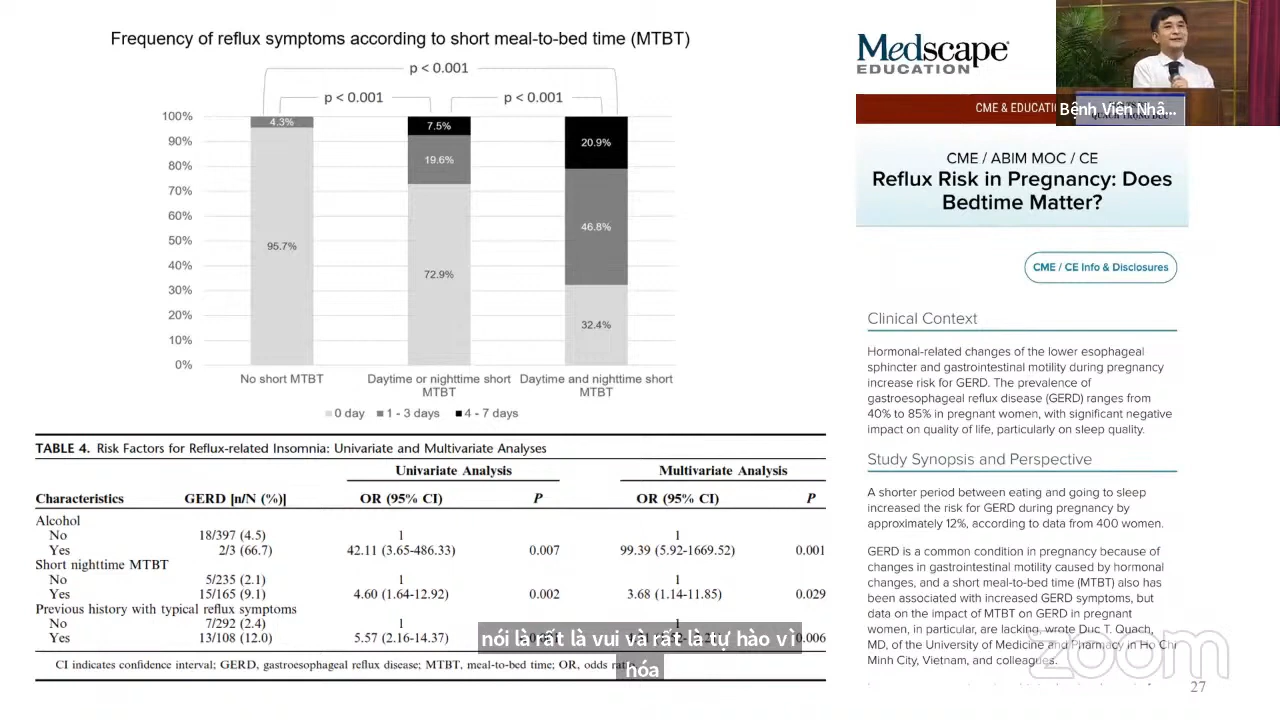 Frequency of reflux symptoms according to short meal-to-bed time (MTBT)
p < 0.001
p < 0.001
p < 0.001
100%
90%
80%
70%
60%
50%
40%
30%
20%
10%
0%
4.3%
95.7%
7.5%
19.6%
72.9%
20.9%
46.8%
32.4%
No short MTBT
Daytime or nighttime short
MTBT
Daytime and nighttime short
MTBT
0 day 1 - 3 days 4 - 7 days
TABLE 4. Risk Factors for Reflux-related Insomnia: Univariate and Multivariate Analyses
Univariate Analysis Multivariate Analysis
Characteristics GERD [n/N (%)] OR (95% CI) P OR (95% CI) P
Alcohol
No 18/397 (4.5) 1 1
Yes 2/3 (66.7) 42.11 (3.65-486.33) 0.007 99.39 (5.92-1669.52) 0.001
Short nighttime MTBT
No 5/235 (2.1) 1 1
Yes 15/165 (9.1) 4.60 (1.64-12.92) 0.002 3.68 (1.14-11.85) 0.029
Previous history with typical reflux symptoms
No 7/292 (2.4) 1 1
Yes 13/108 (12.0) 5.57 (2.16-14.37) 0.006
CI indicates confidence interval; GERD, gastroesophageal reflux disease; MTBT, meal-to-bed time; OR, odds
nói là rất là vui và rất là tự hào vì
hóa
Medscape
EDUCATION
CME & EDUCATIO
Bệnh Viện Nhâ...
CME / ABIM MOC / CE
Reflux Risk in Pregnancy: Does
Bedtime Matter?
CME / CE Info & Disclosures
Clinical Context
Hormonal-related changes of the lower esophageal
sphincter and gastrointestinal motility during pregnancy
increase risk for GERD. The prevalence of
gastroesophageal reflux disease (GERD) ranges from
40% to 85% in pregnant women, with significant negative
impact on quality of life, particularly on sleep quality.
Study Synopsis and Perspective
A shorter period between eating and going to sleep
increased the risk for GERD during pregnancy by
approximately 12%, according to data from 400 women.
GERD is a common condition in pregnancy because of
changes in gastrointestinal motility caused by hormonal
changes, and a short meal-to-bed time (MTBT) also has
been associated with increased GERD symptoms, but
data on the impact of MTBT on GERD in pregnant
women, in particular, are lacking, wrote Duc T. Quach,
MD, of the University of Medicine and Pharmacy in Ho Chi
Minh City, Vietnam, and colleagues.
zoom
27